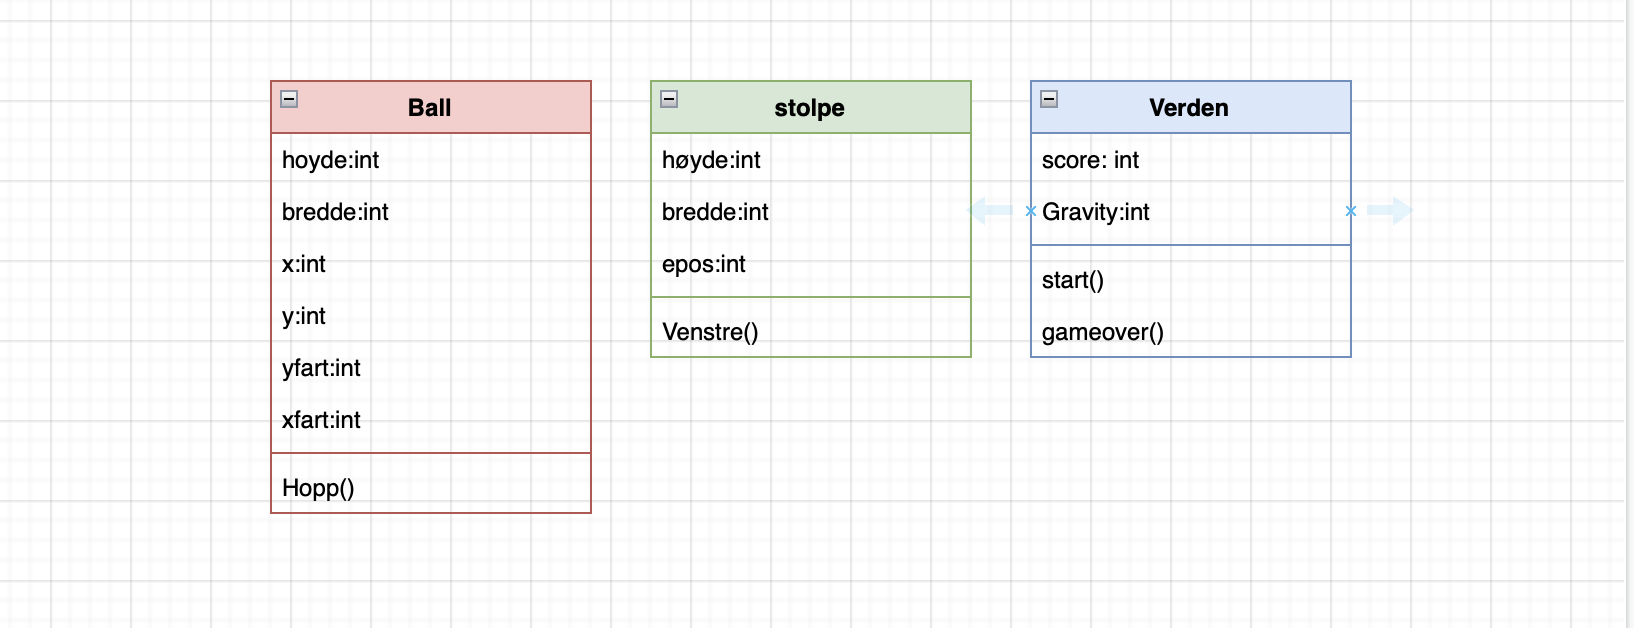 Ball
hoyde:int
bredde:int
x:int
y:int
yfart:int
xfart:int
Hopp()
stolpe
høyde:int
bredde:int
epos:int
Venstre()
Verden
score: int
Gravity:int
start()
gameover()